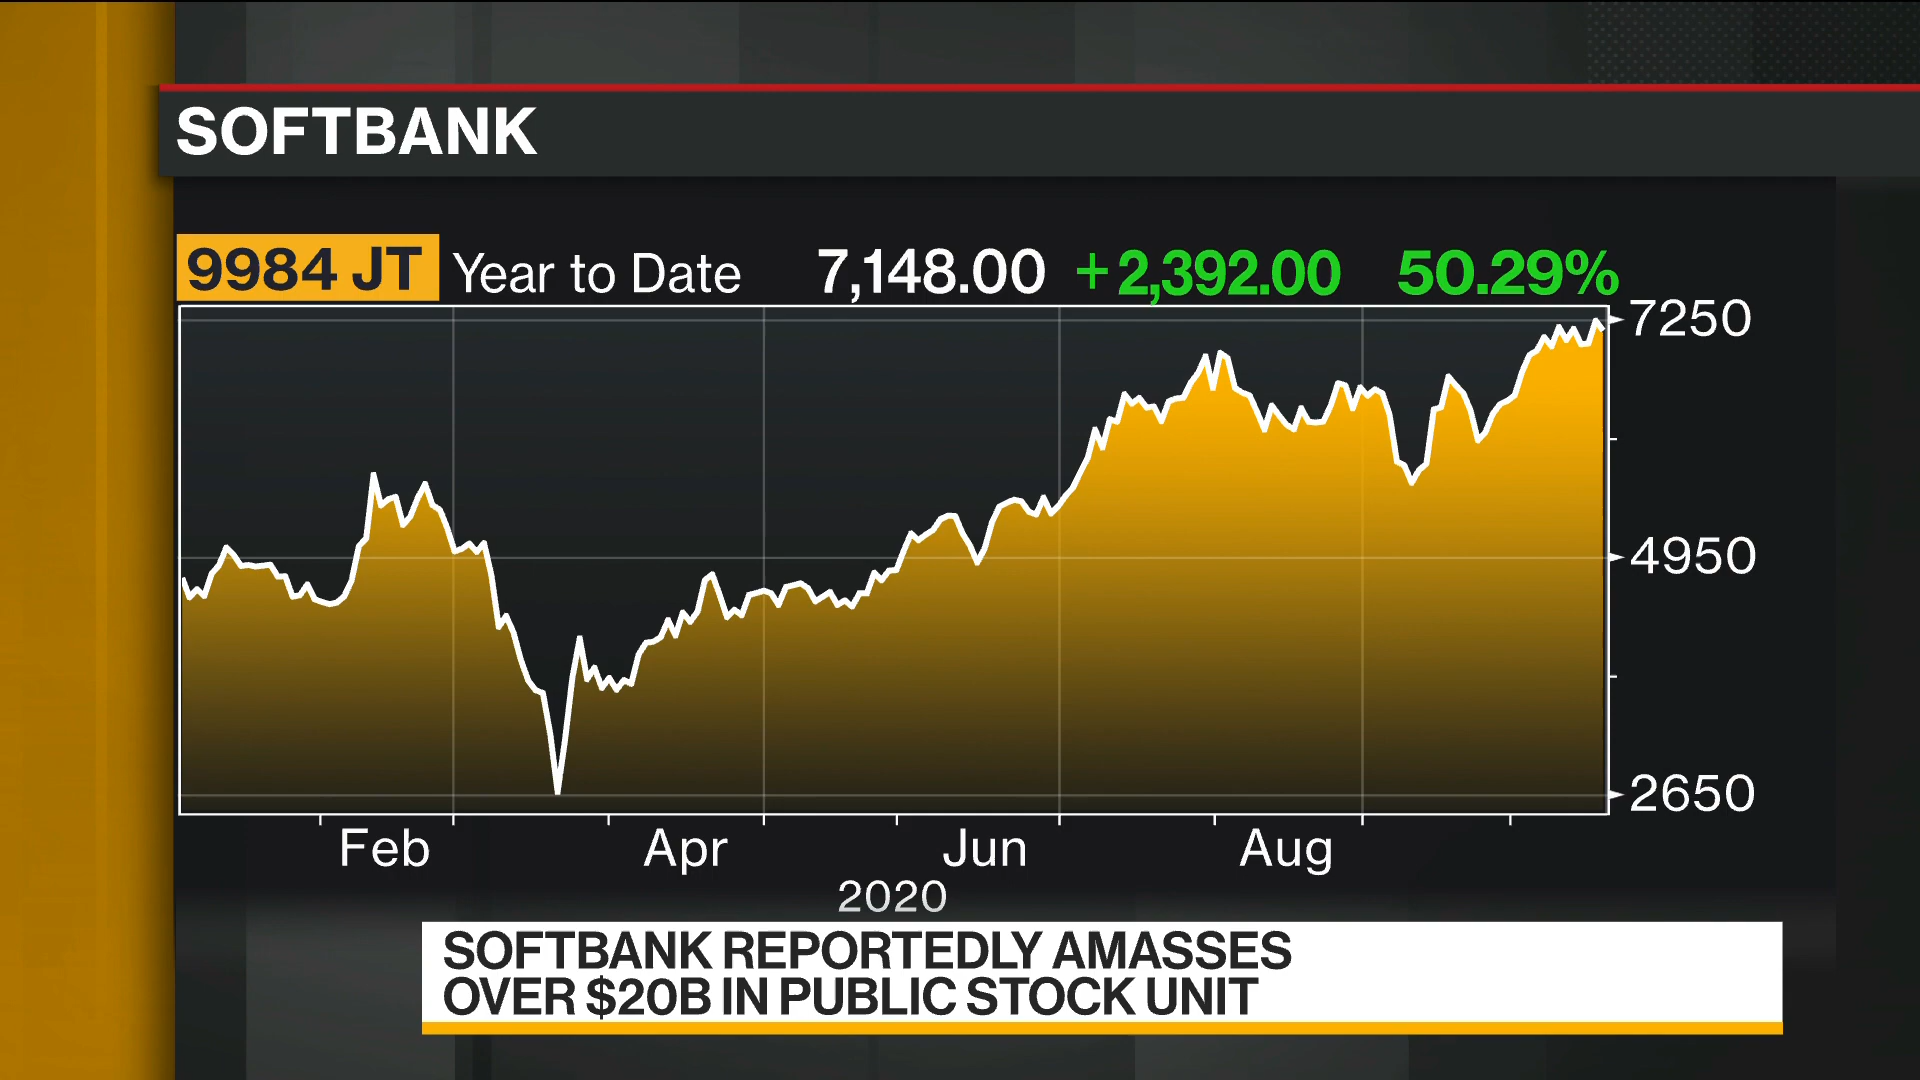 SOFTBANK
9984 JT Year to Date 7,148.00 +2,392.00 50.29%
7250
4950
2650
Feb Apr Jun Aug
2020
SOFTBANK REPORTEDLY AMASSES
OVER $20B IN PUBLIC STOCK UNIT